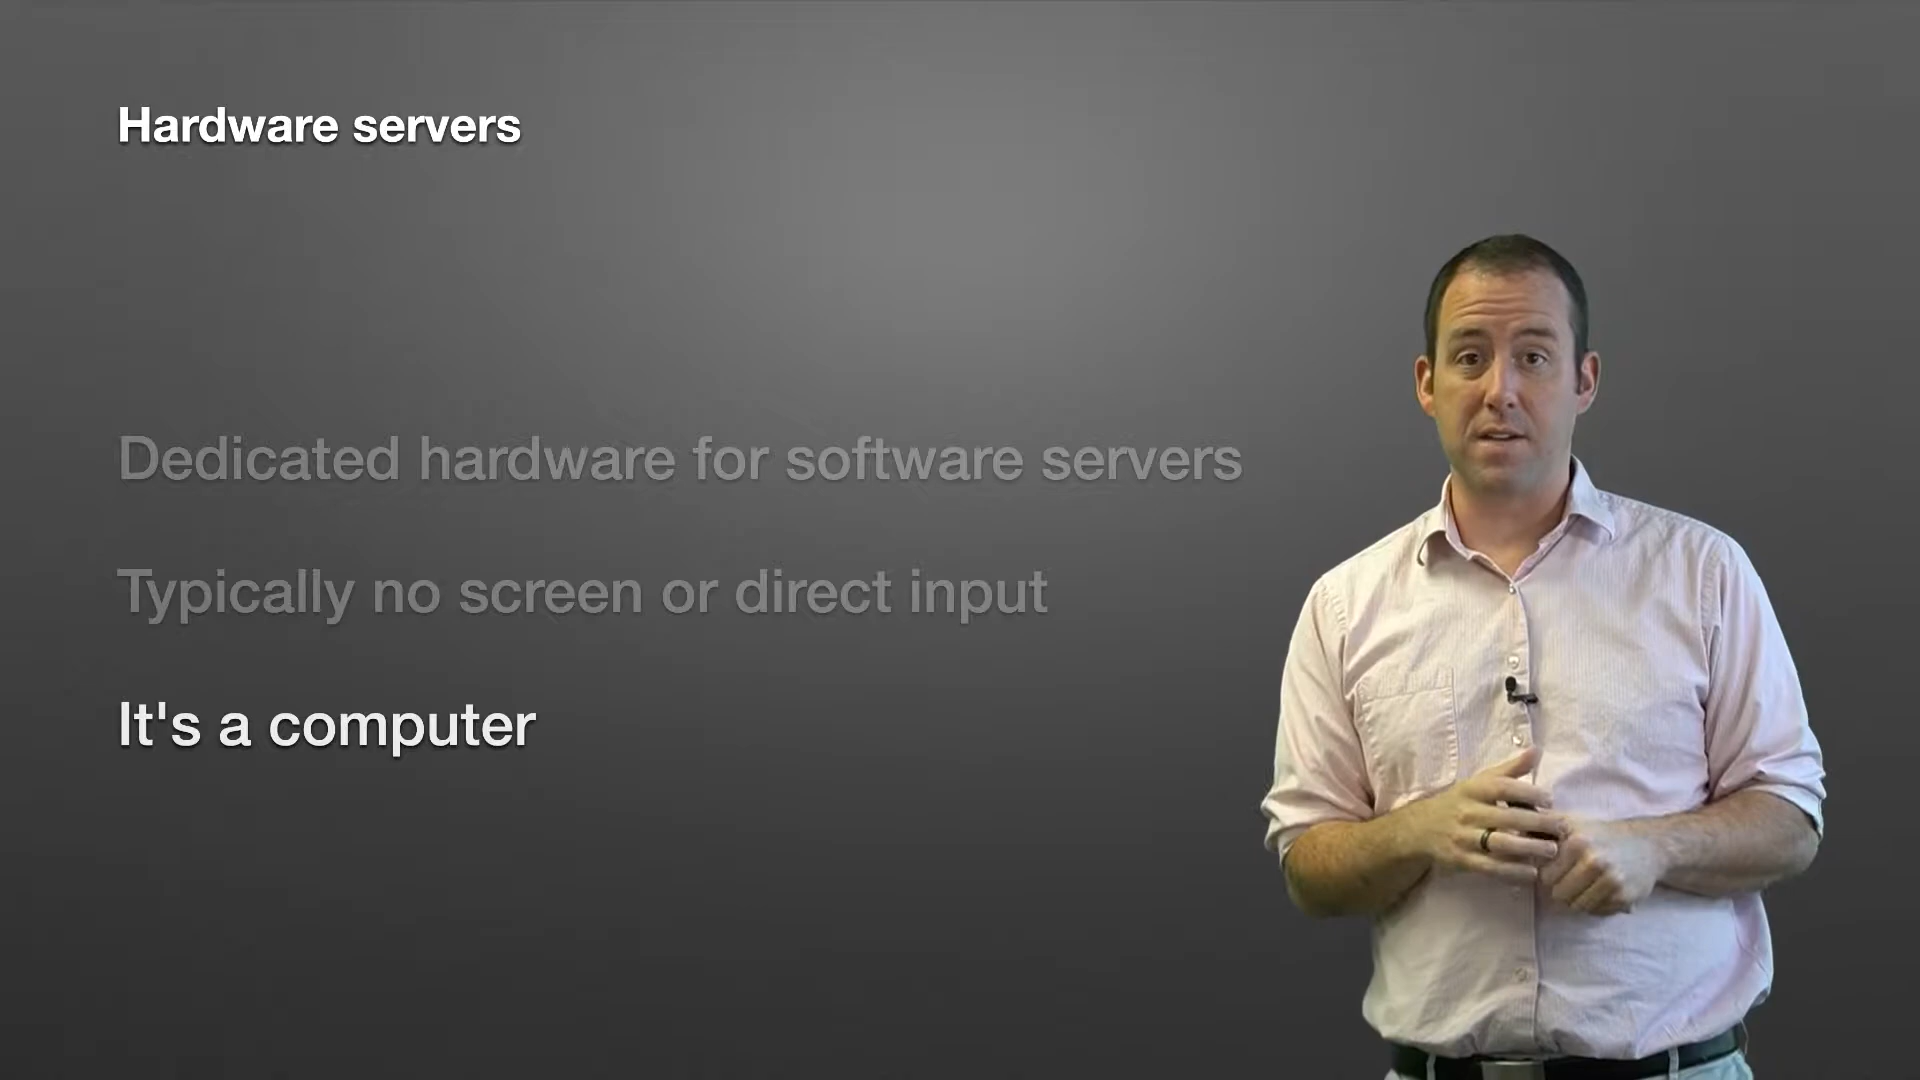 Hardware servers
Dedicated hardware for software servers
Typically no screen or direct input
It's a computer